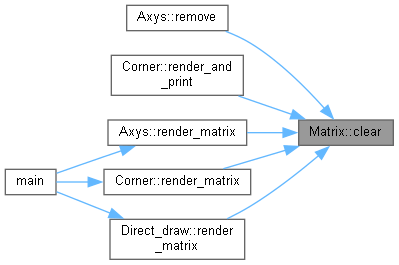 Axys::remove
Corner::render_and
_print
Matrix::clear
Axys::render_matrix
main
Corner::render_matrix
Direct_draw::render
_matrix